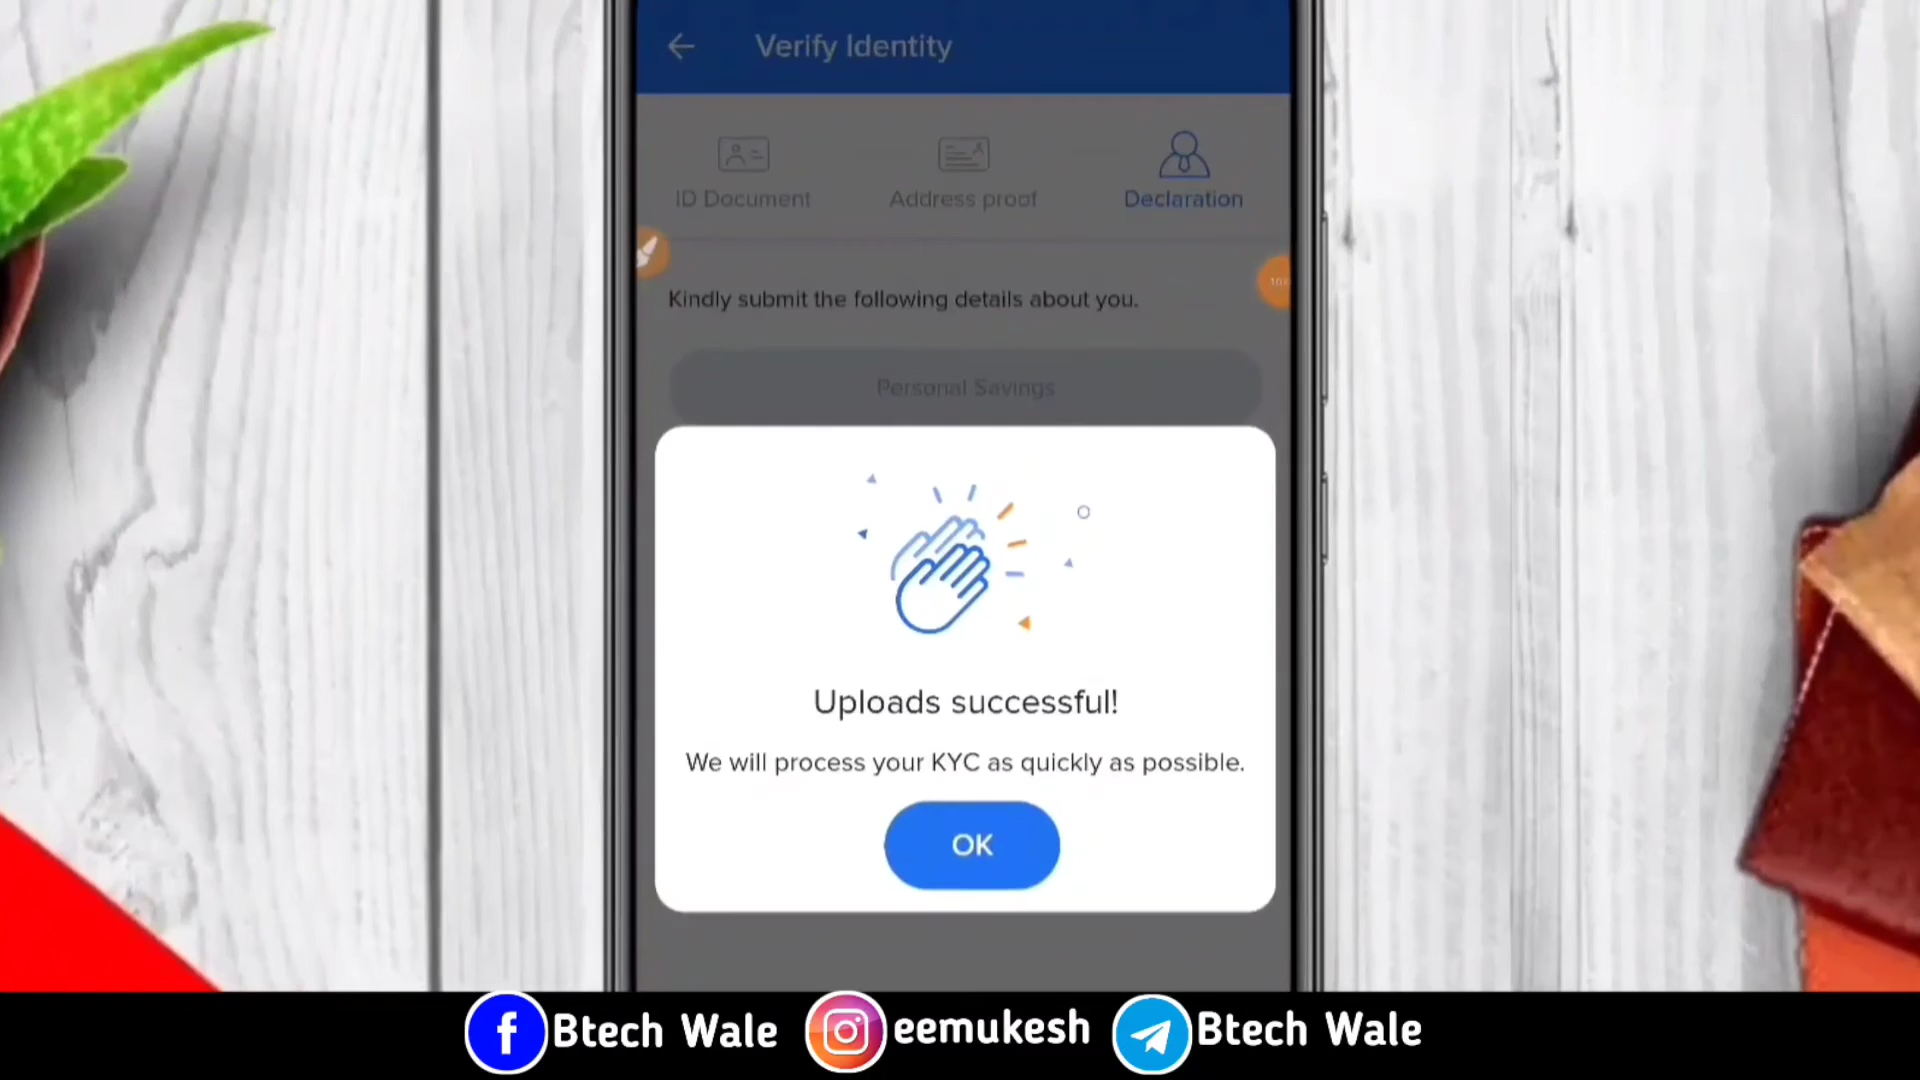 Verify Identity
ID Document
Address proof
Declaration
Kindly submit the following details about you.
Personal Savings
Uploads successful!
We will process your KYC as quickly as possible.
OK
Btech Wale
eemukesh
Btech Wale